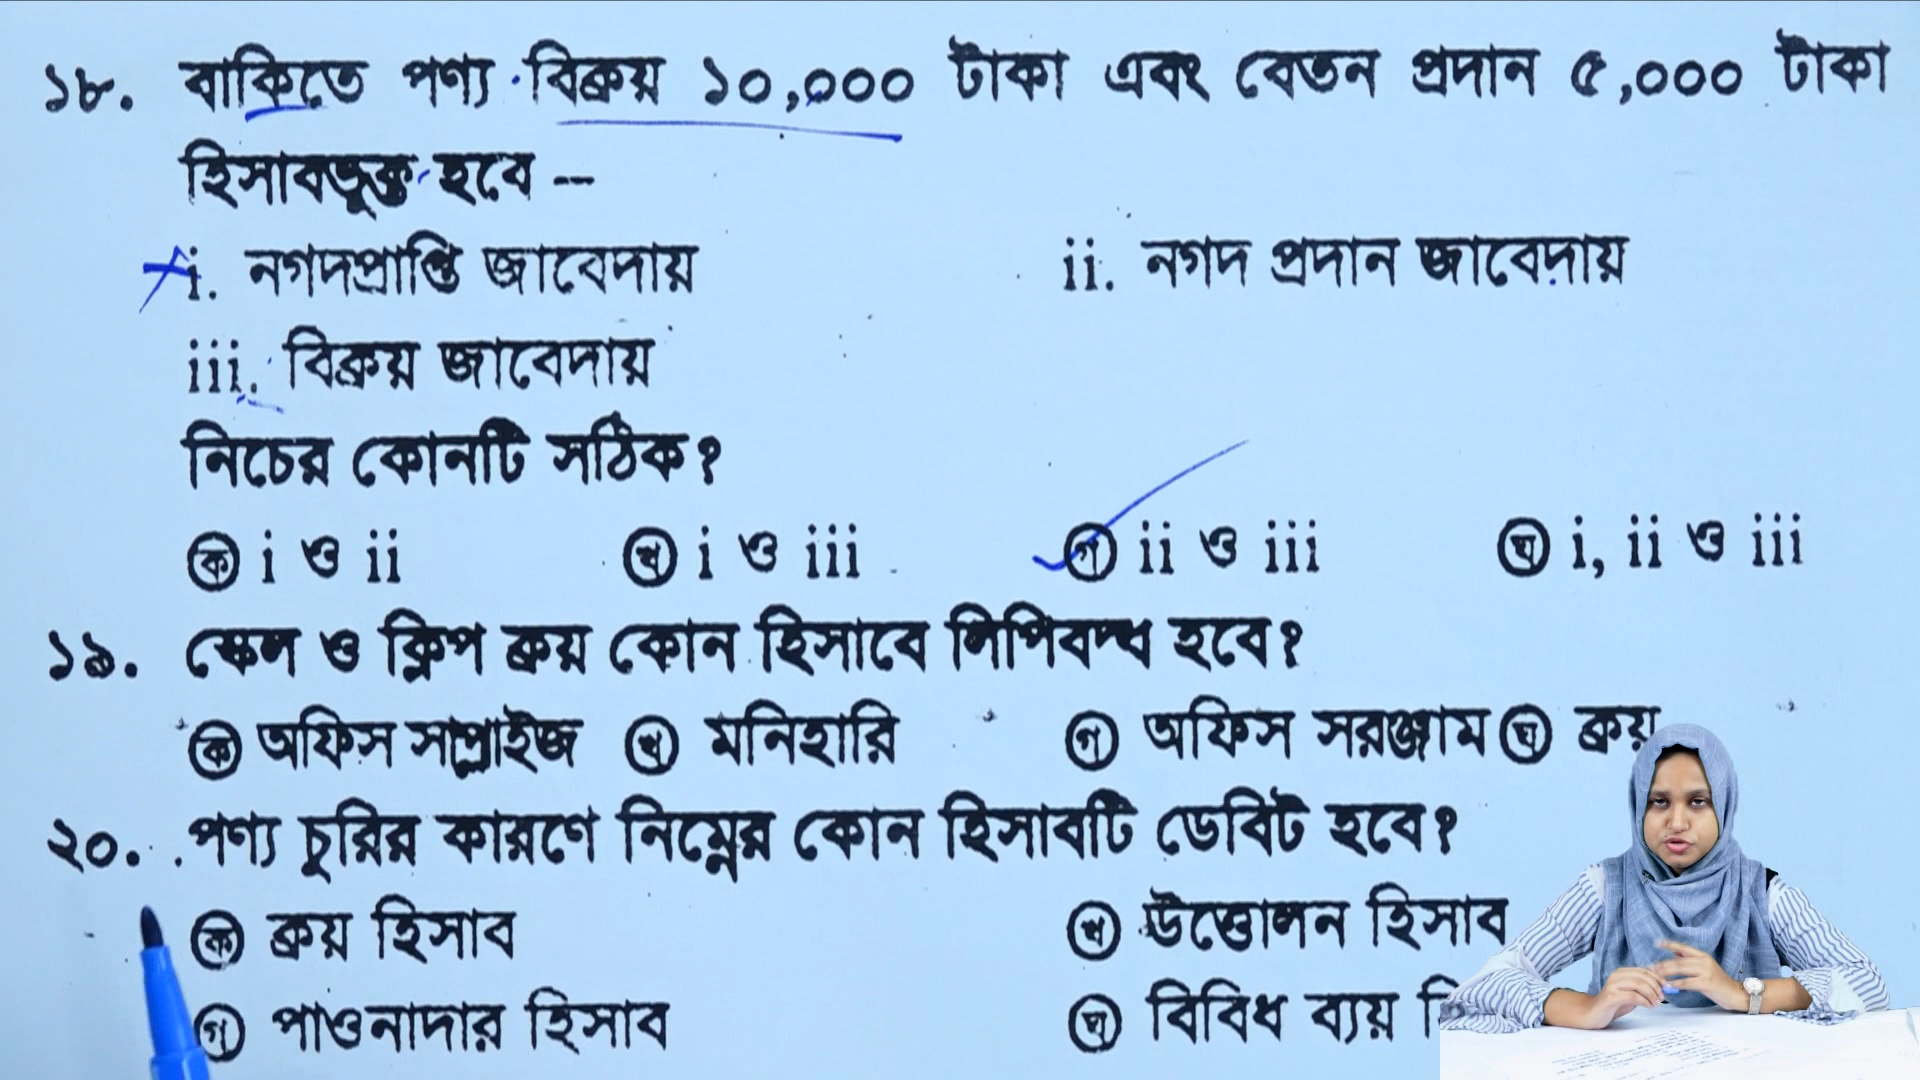 ১৮. বাকিতে পণ্য বিক্রয় ১০,০০০ টাকা এবং বেতন প্রদান ৫,০০০ টাকা
হিসাবভুক্ত হবে –
i. নগদপ্রাপ্তি জাবেদায় ii. নগদ প্রদান জাবেদায়
iii. বিক্রয় জাবেদায়
নিচের কোনটি সঠিক?
ক i ও ii খ i ও iii গ ii ও iii ঘ i, ii ও iii
১৯. স্কেল ও ক্লিপ ক্রয় কোন হিসাবে লিপিবদ্ধ হবে?
ক অফিস সাপ্লাইজ খ মনিহারি গ অফিস সরঞ্জাম ঘ ক্রয়
২০. পণ্য চুরির কারণে নিম্নের কোন হিসাবটি ডেবিট হবে?
ক ক্রয় হিসাব খ উত্তোলন হিসাব
গ পাওনাদার হিসাব ঘ বিবিধ ব্যয়